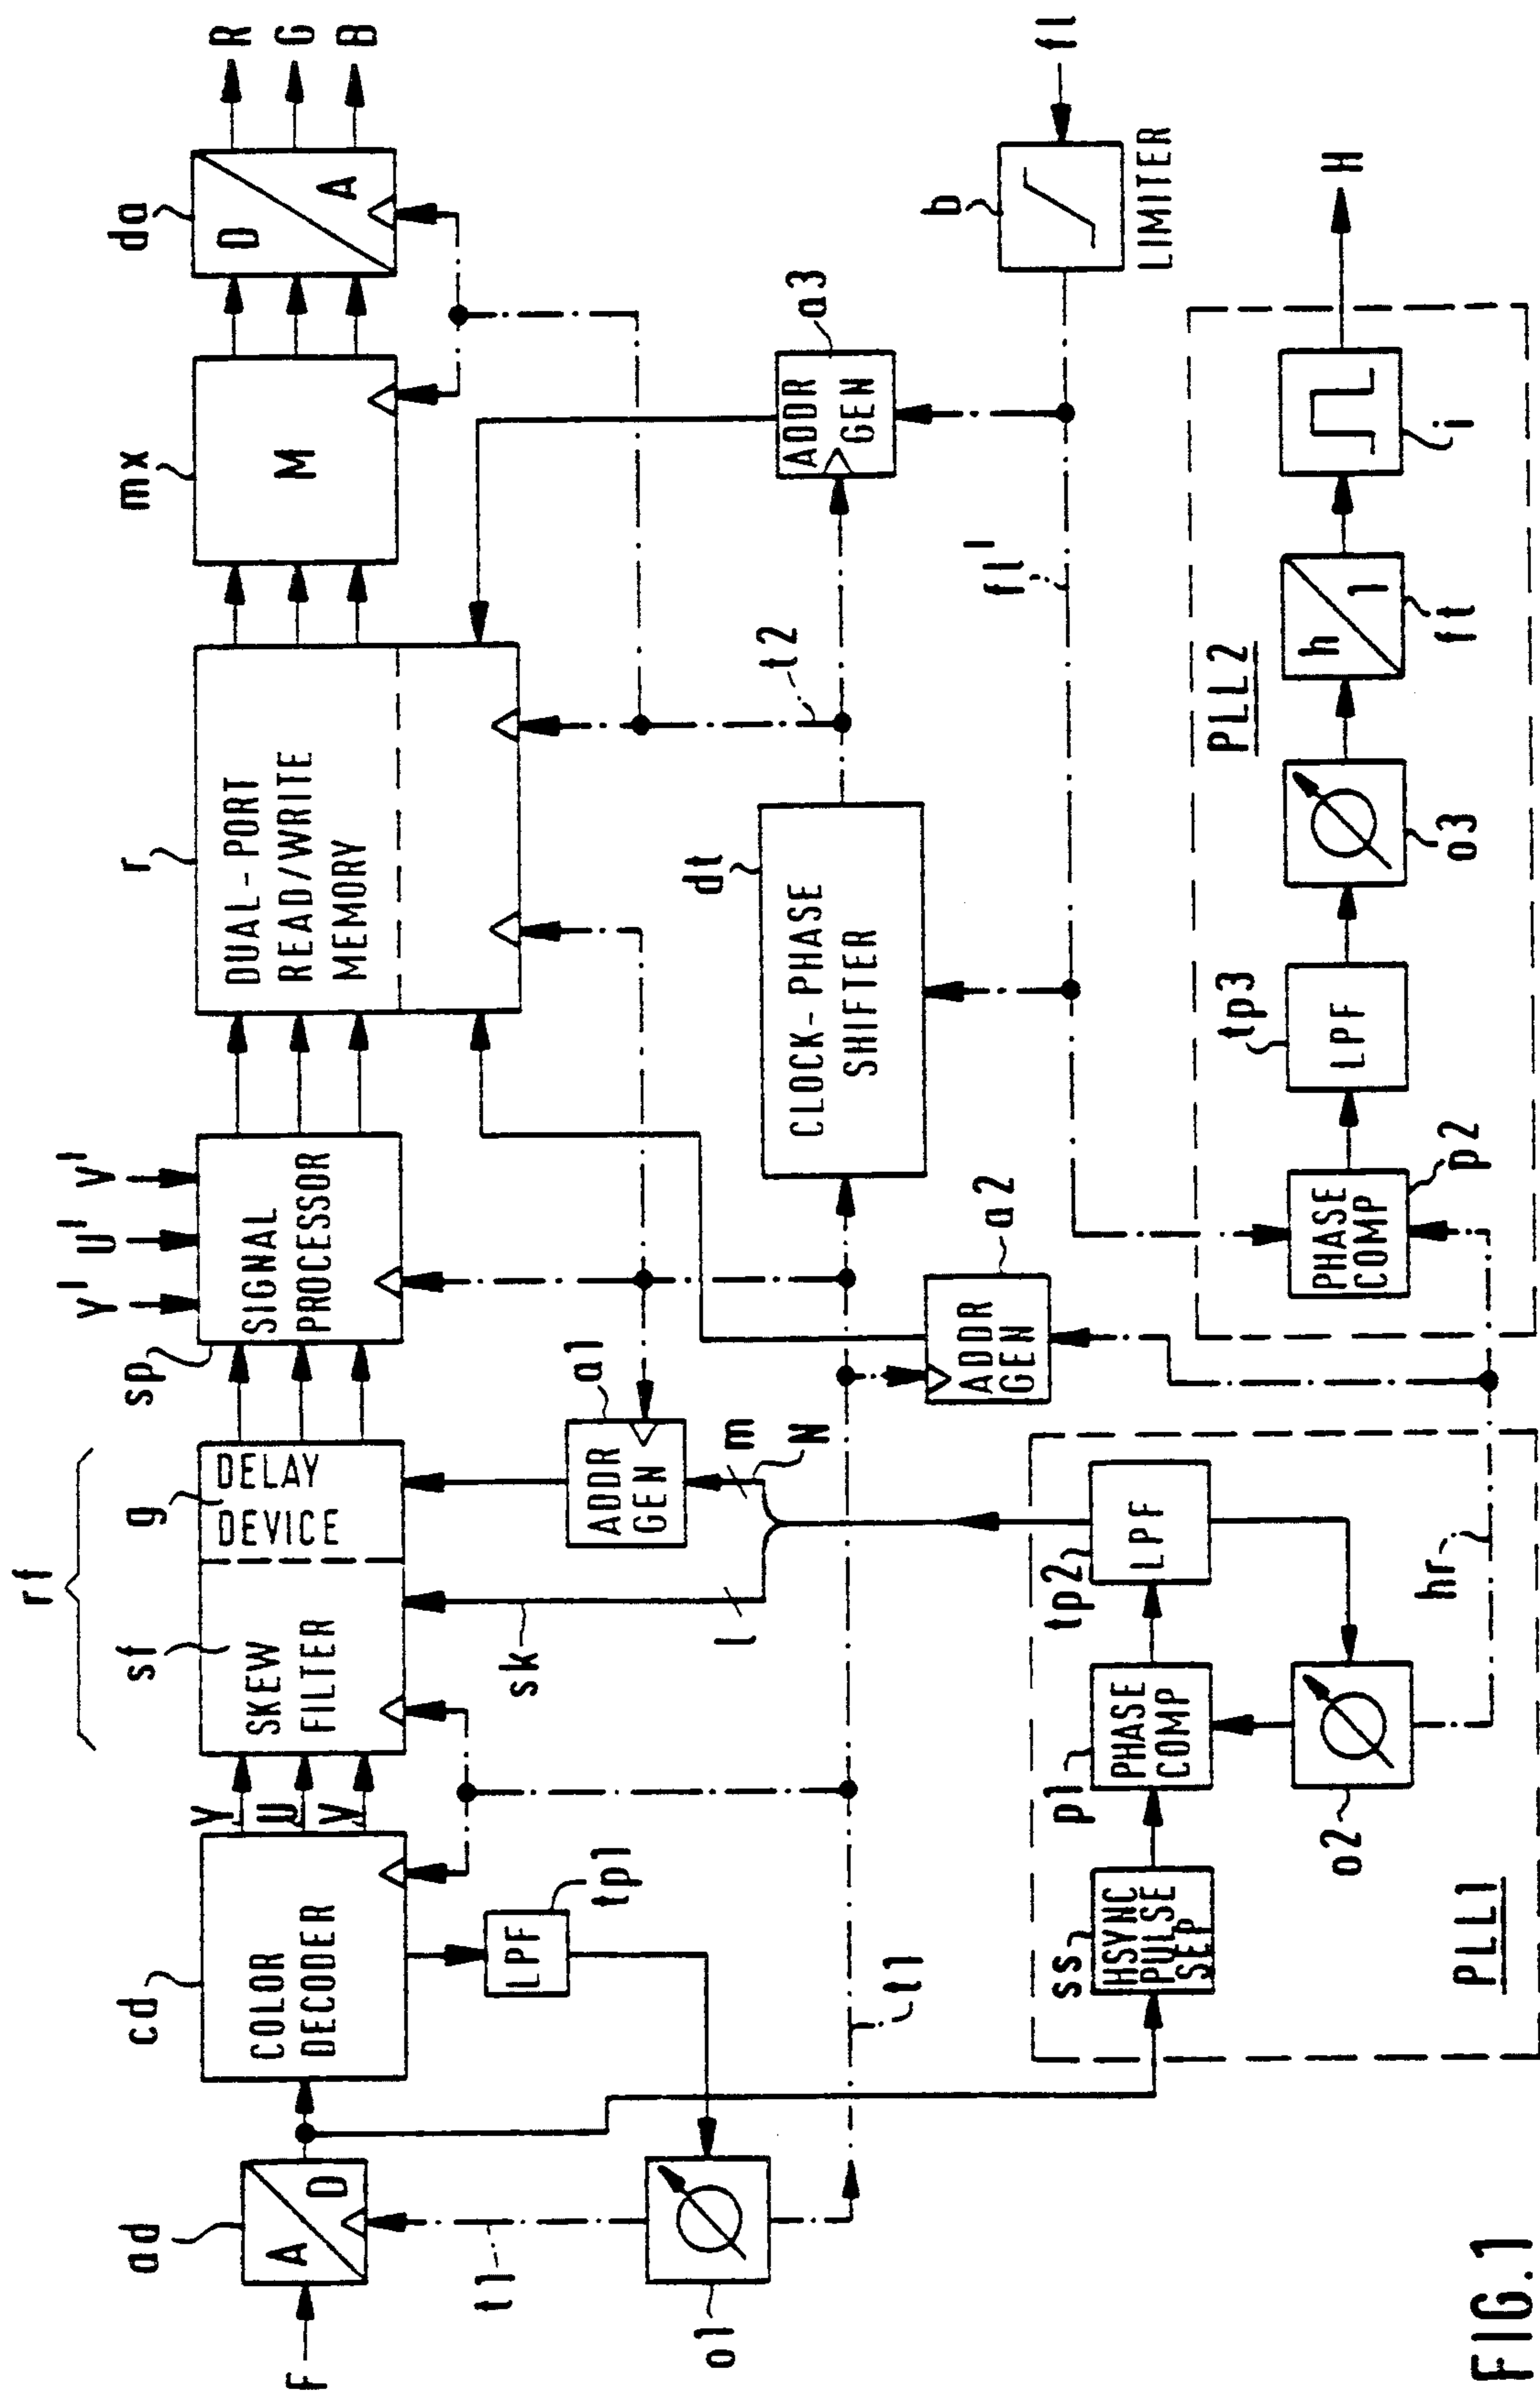 F
ad
A
D
t1
o1
cd
COLOR
DECODER
tp1
LPF
Y
U
V
rf
sf
SKEW
FILTER
g
DELAY
DEVICE
sk
l
m
N
a1
ADDR
GEN
sp
SIGNAL
PROCESSOR
Y'
U'
V'
r
DUAL-PORT
READ/WRITE
MEMORY
mx
M
da
D
A
R
G
B
t1
a2
ADDR
GEN
dt
CLOCK-PHASE
SHIFTER
t2
a3
ADDR
GEN
fl'
b
LIMITER
fl
ss
HSYNC
PULSE
SEP
p1
PHASE
COMP
tp2
LPF
o2
hr
PLL1
PHASE
COMP
p2
tp3
LPF
o3
PLL2
h
l
ft
i
H
FIG.1